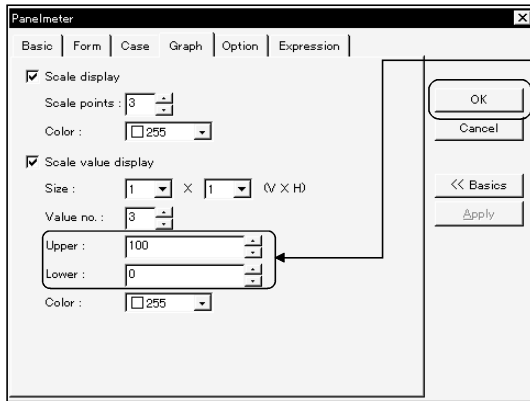 Panelmeter
Basic Form Case Graph Option Expression
Scale display
Scale points : 3
Color : 255
Scale value display
Size : 1 X 1 (V X H)
Value no. : 3
Upper : 100
Lower : 0
Color : 255
OK
Cancel
<< Basics
Apply